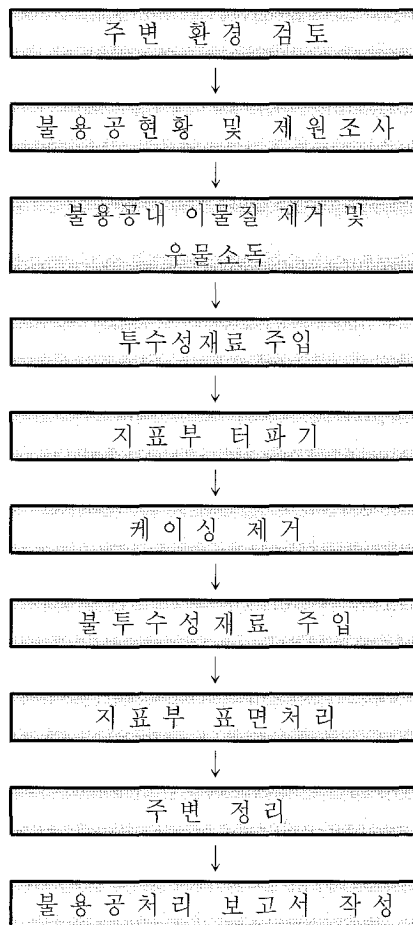 주변 환경 검토
↓
불용공현황 및 제원조사
↓
불용공내 이물질 제거 및
우물소독
↓
투수성재료 주입
↓
지표부 터파기
↓
케이싱 제거
↓
불투수성재료 주입
↓
지표부 표면처리
↓
주변 정리
↓
불용공처리 보고서 작성